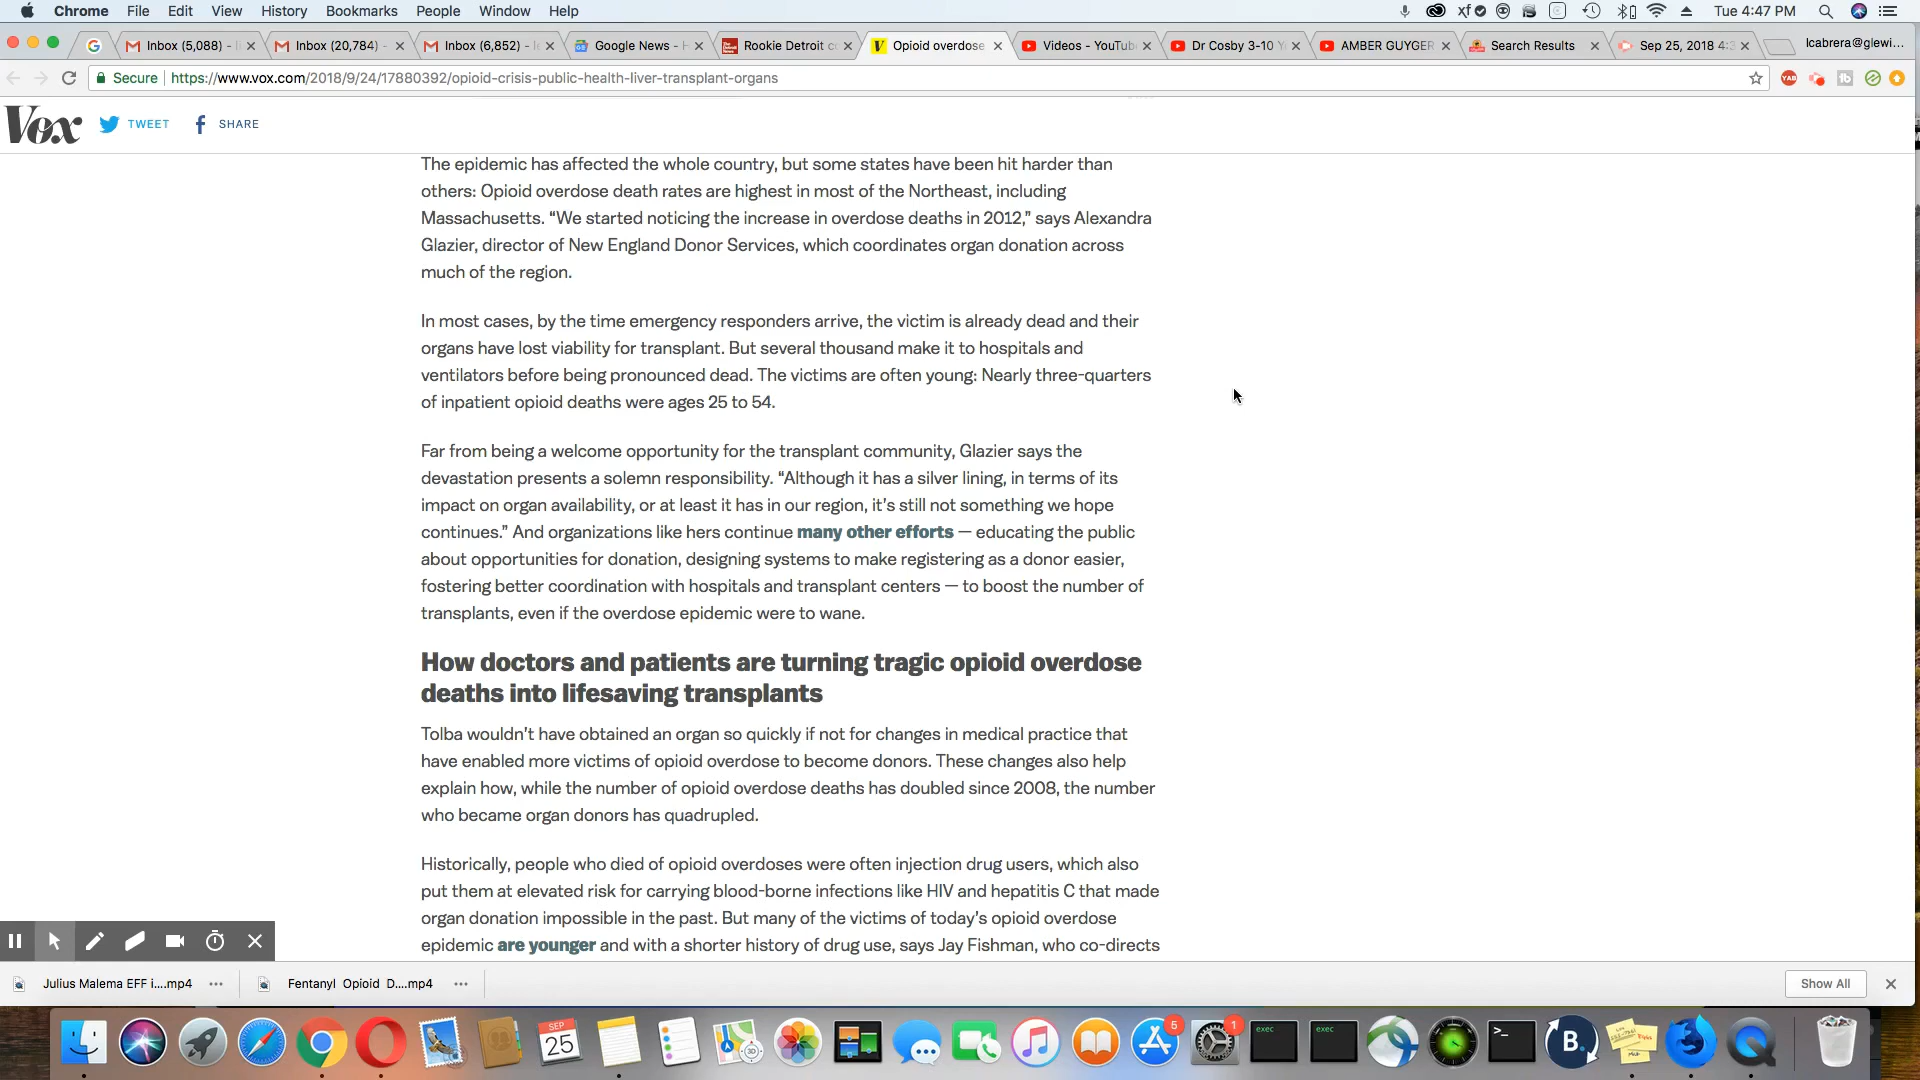 Chrome File Edit View History Bookmarks People Window Help Tue 4:47 PM
Inbox (5,088) - Inbox (20,784) - Inbox (6,852) - Google News - Rookie Detroit Opioid overdose Videos - YouTube Dr Cosby 3-10 AMBER GUYGER Search Results Sep 25, 2018 4:3 lcabrera@glewi...
Secure https://www.vox.com/2018/9/24/17880392/opioid-crisis-public-health-liver-transplant-organs
Vox TWEET SHARE
The epidemic has affected the whole country, but some states have been hit harder than
others: Opioid overdose death rates are highest in most of the Northeast, including
Massachusetts. “We started noticing the increase in overdose deaths in 2012,” says Alexandra
Glazier, director of New England Donor Services, which coordinates organ donation across
much of the region.
In most cases, by the time emergency responders arrive, the victim is already dead and their
organs have lost viability for transplant. But several thousand make it to hospitals and
ventilators before being pronounced dead. The victims are often young: Nearly three-quarters
of inpatient opioid deaths were ages 25 to 54.
Far from being a welcome opportunity for the transplant community, Glazier says the
devastation presents a solemn responsibility. “Although it has a silver lining, in terms of its
impact on organ availability, or at least it has in our region, it’s still not something we hope
continues.” And organizations like hers continue many other efforts — educating the public
about opportunities for donation, designing systems to make registering as a donor easier,
fostering better coordination with hospitals and transplant centers — to boost the number of
transplants, even if the overdose epidemic were to wane.
How doctors and patients are turning tragic opioid overdose
deaths into lifesaving transplants
Tolba wouldn’t have obtained an organ so quickly if not for changes in medical practice that
have enabled more victims of opioid overdose to become donors. These changes also help
explain how, while the number of opioid overdose deaths has doubled since 2008, the number
who became organ donors has quadrupled.
Historically, people who died of opioid overdoses were often injection drug users, which also
put them at elevated risk for carrying blood-borne infections like HIV and hepatitis C that made
organ donation impossible in the past. But many of the victims of today’s opioid overdose
epidemic are younger and with a shorter history of drug use, says Jay Fishman, who co-directs
Julius Malema EFF i....mp4 Fentanyl Opioid D....mp4 Show All
SEP 25 3D 5 1 exec exec >_ B.